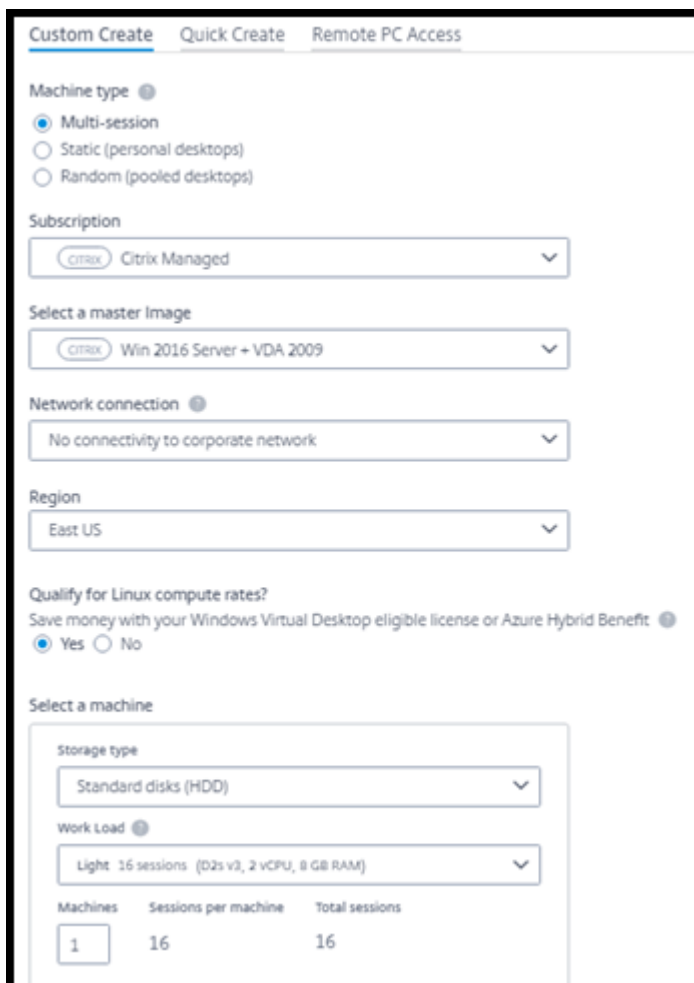 Custom Create Quick Create Remote PC Access
Machine type ?
Multi-session
Static (personal desktops)
Random (pooled desktops)
Subscription
CITRIX Citrix Managed
Select a master Image
CITRIX Win 2016 Server + VDA 2009
Network connection ?
No connectivity to corporate network
Region
East US
Qualify for Linux compute rates?
Save money with your Windows Virtual Desktop eligible license or Azure Hybrid Benefit ?
Yes No
Select a machine
Storage type
Standard disks (HDD)
Work Load ?
Light 16 sessions (D2s v3, 2 vCPU, 8 GB RAM)
Machines Sessions per machine Total sessions
1 16 16